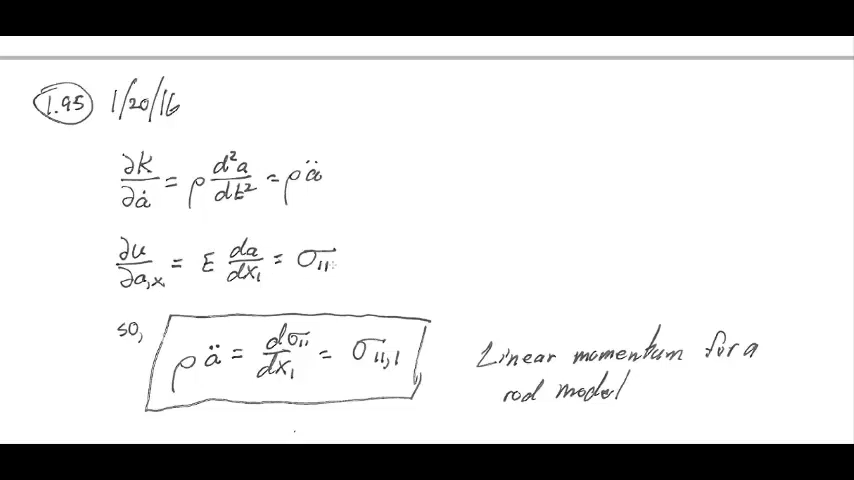 1.95 1/20/16
∂K/∂ȧ = ρ d²a/dt² = ρä
∂u/∂a,x₁ = E da/dx₁ = σ₁₁
so,
ρä = dσ₁₁/dx₁ = σ₁₁,₁
Linear momentum for a
rod model